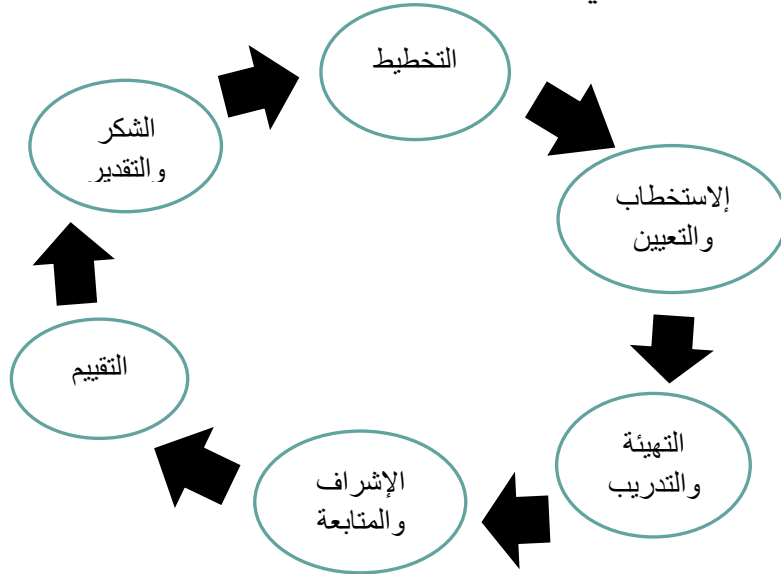 التخطيط
إلاستخطاب
والتعيين
التهيئة
والتدريب
الإشراف
والمتابعة
التقييم
الشكر
والتقدير